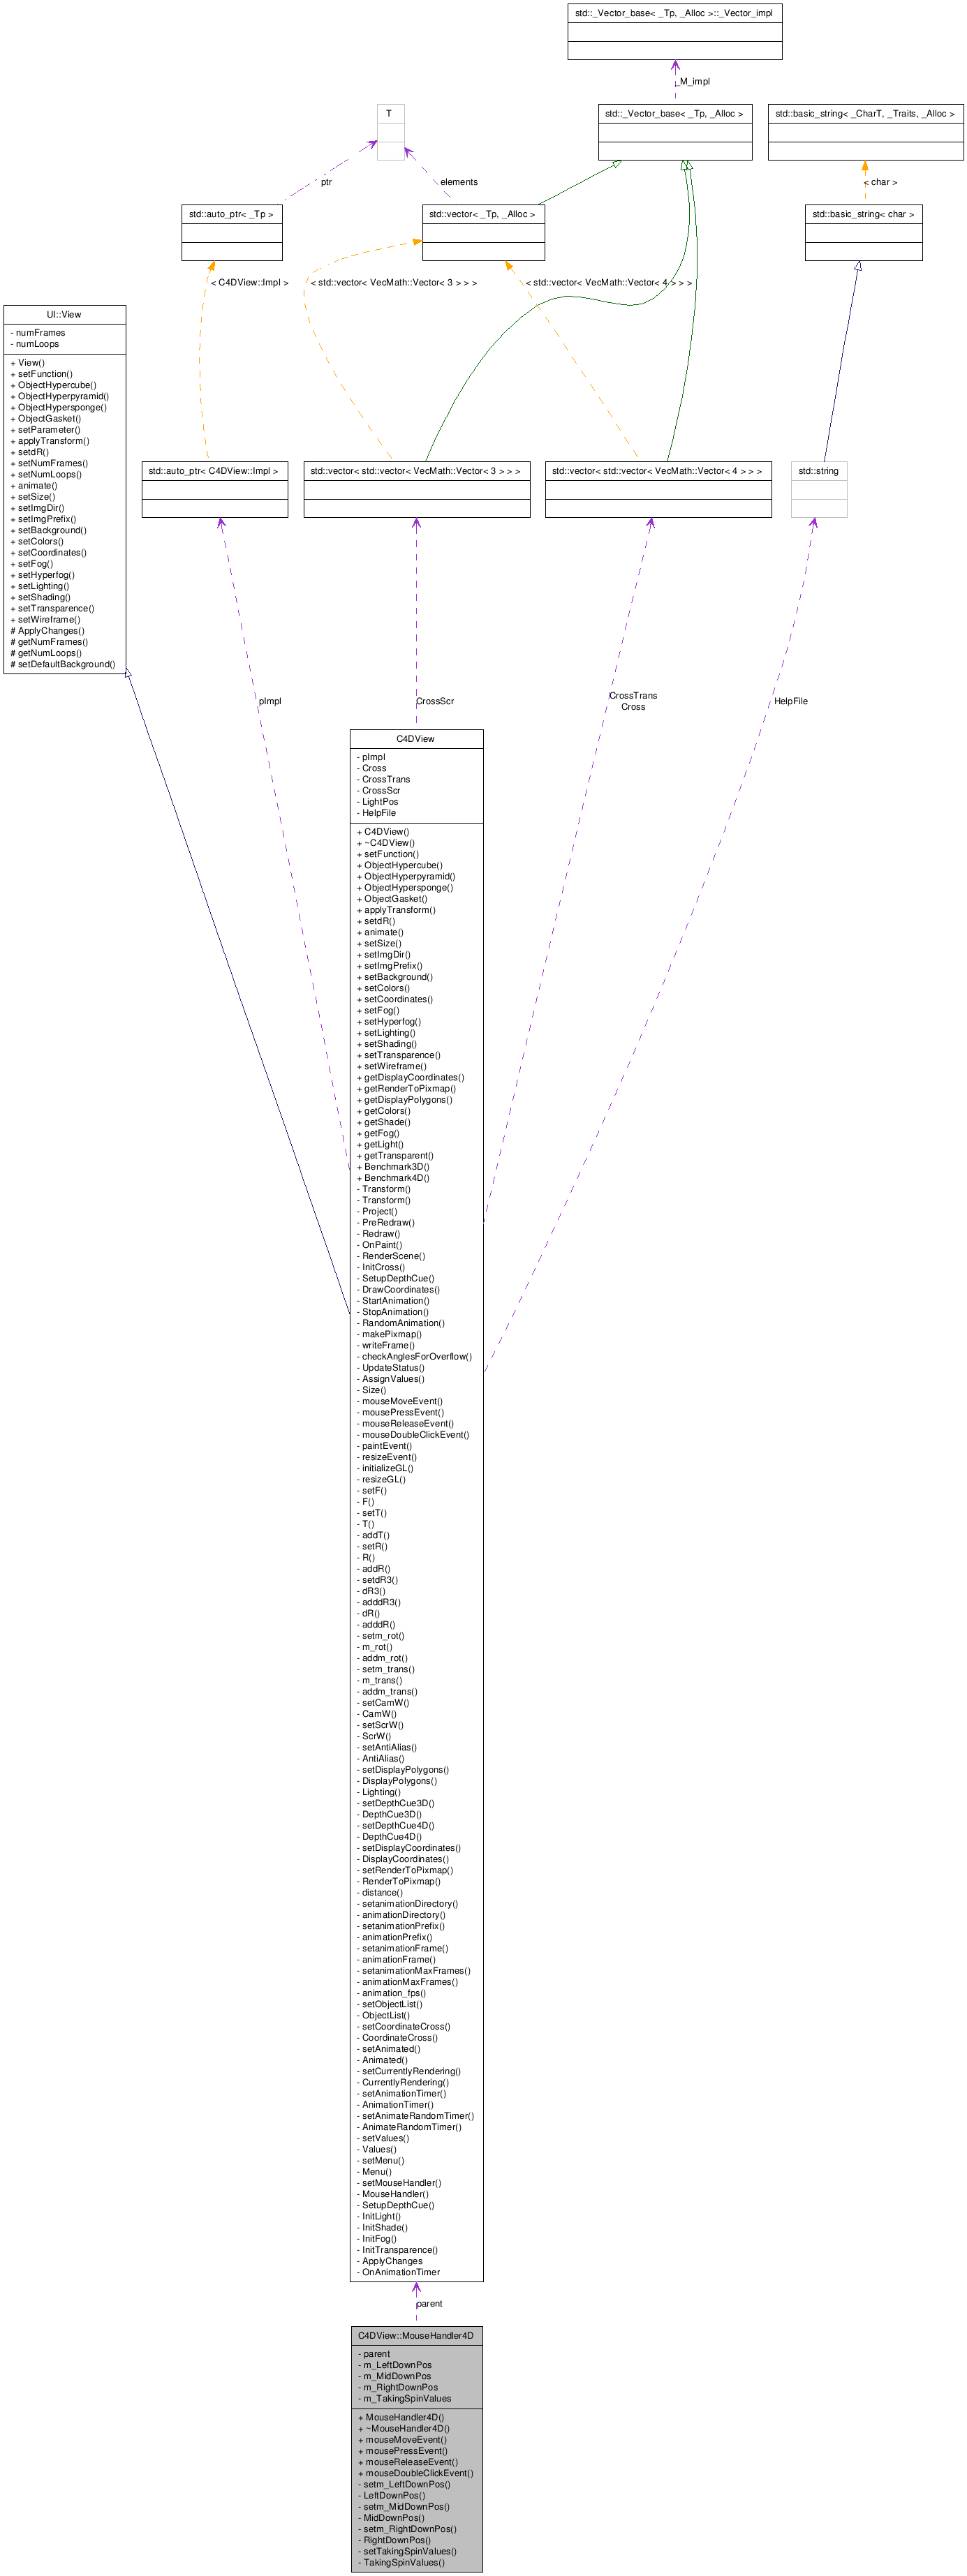 std::_Vector_base< _Tp, _Alloc >::_Vector_impl
_M_impl
T
std::_Vector_base< _Tp, _Alloc >
std::basic_string< _CharT, _Traits, _Alloc >
ptr
elements
< char >
std::auto_ptr< _Tp >
std::vector< _Tp, _Alloc >
std::basic_string< char >
< C4DView::Impl >
< std::vector< VecMath::Vector< 3 > > >
< std::vector< VecMath::Vector< 4 > > >
UI::View
- numFrames
- numLoops
+ View()
+ setFunction()
+ ObjectHypercube()
+ ObjectHyperpyramid()
+ ObjectHypersponge()
+ ObjectGasket()
+ setParameter()
+ applyTransform()
+ setdR()
+ setNumFrames()
+ setNumLoops()
+ animate()
+ setSize()
+ setImgDir()
+ setImgPrefix()
+ setBackground()
+ setColors()
+ setCoordinates()
+ setFog()
+ setHyperfog()
+ setLighting()
+ setShading()
+ setTransparence()
+ setWireframe()
# ApplyChanges()
# getNumFrames()
# getNumLoops()
# setDefaultBackground()
std::auto_ptr< C4DView::Impl >
std::vector< std::vector< VecMath::Vector< 3 > > >
std::vector< std::vector< VecMath::Vector< 4 > > >
std::string
pImpl
CrossScr
CrossTrans
Cross
HelpFile
C4DView
- pImpl
- Cross
- CrossTrans
- CrossScr
- LightPos
- HelpFile
+ C4DView()
+ ~C4DView()
+ setFunction()
+ ObjectHypercube()
+ ObjectHyperpyramid()
+ ObjectHypersponge()
+ ObjectGasket()
+ applyTransform()
+ setdR()
+ animate()
+ setSize()
+ setImgDir()
+ setImgPrefix()
+ setBackground()
+ setColors()
+ setCoordinates()
+ setFog()
+ setHyperfog()
+ setLighting()
+ setShading()
+ setTransparence()
+ setWireframe()
+ getDisplayCoordinates()
+ getRenderToPixmap()
+ getDisplayPolygons()
+ getColors()
+ getShade()
+ getFog()
+ getLight()
+ getTransparent()
+ Benchmark3D()
+ Benchmark4D()
- Transform()
- Transform()
- Project()
- PreRedraw()
- Redraw()
- OnPaint()
- RenderScene()
- InitCross()
- SetupDepthCue()
- DrawCoordinates()
- StartAnimation()
- StopAnimation()
- RandomAnimation()
- makePixmap()
- writeFrame()
- checkAnglesForOverflow()
- UpdateStatus()
- AssignValues()
- Size()
- mouseMoveEvent()
- mousePressEvent()
- mouseReleaseEvent()
- mouseDoubleClickEvent()
- paintEvent()
- resizeEvent()
- initializeGL()
- resizeGL()
- setF()
- F()
- setT()
- T()
- addT()
- setR()
- R()
- addR()
- setdR3()
- dR3()
- adddR3()
- dR()
- adddR()
- setm_rot()
- m_rot()
- addm_rot()
- setm_trans()
- m_trans()
- addm_trans()
- setCamW()
- CamW()
- setScrW()
- ScrW()
- setAntiAlias()
- AntiAlias()
- setDisplayPolygons()
- DisplayPolygons()
- Lighting()
- setDepthCue3D()
- DepthCue3D()
- setDepthCue4D()
- DepthCue4D()
- setDisplayCoordinates()
- DisplayCoordinates()
- setRenderToPixmap()
- RenderToPixmap()
- distance()
- setanimationDirectory()
- animationDirectory()
- setanimationPrefix()
- animationPrefix()
- setanimationFrame()
- animationFrame()
- setanimationMaxFrames()
- animationMaxFrames()
- animation_fps()
- setObjectList()
- ObjectList()
- setCoordinateCross()
- CoordinateCross()
- setAnimated()
- Animated()
- setCurrentlyRendering()
- CurrentlyRendering()
- setAnimationTimer()
- AnimationTimer()
- setAnimateRandomTimer()
- AnimateRandomTimer()
- setValues()
- Values()
- setMenu()
- Menu()
- setMouseHandler()
- MouseHandler()
- SetupDepthCue()
- InitLight()
- InitShade()
- InitFog()
- InitTransparence()
- ApplyChanges
- OnAnimationTimer
parent
C4DView::MouseHandler4D
- parent
- m_LeftDownPos
- m_MidDownPos
- m_RightDownPos
- m_TakingSpinValues
+ MouseHandler4D()
+ ~MouseHandler4D()
+ mouseMoveEvent()
+ mousePressEvent()
+ mouseReleaseEvent()
+ mouseDoubleClickEvent()
- setm_LeftDownPos()
- LeftDownPos()
- setm_MidDownPos()
- MidDownPos()
- setm_RightDownPos()
- RightDownPos()
- setTakingSpinValues()
- TakingSpinValues()